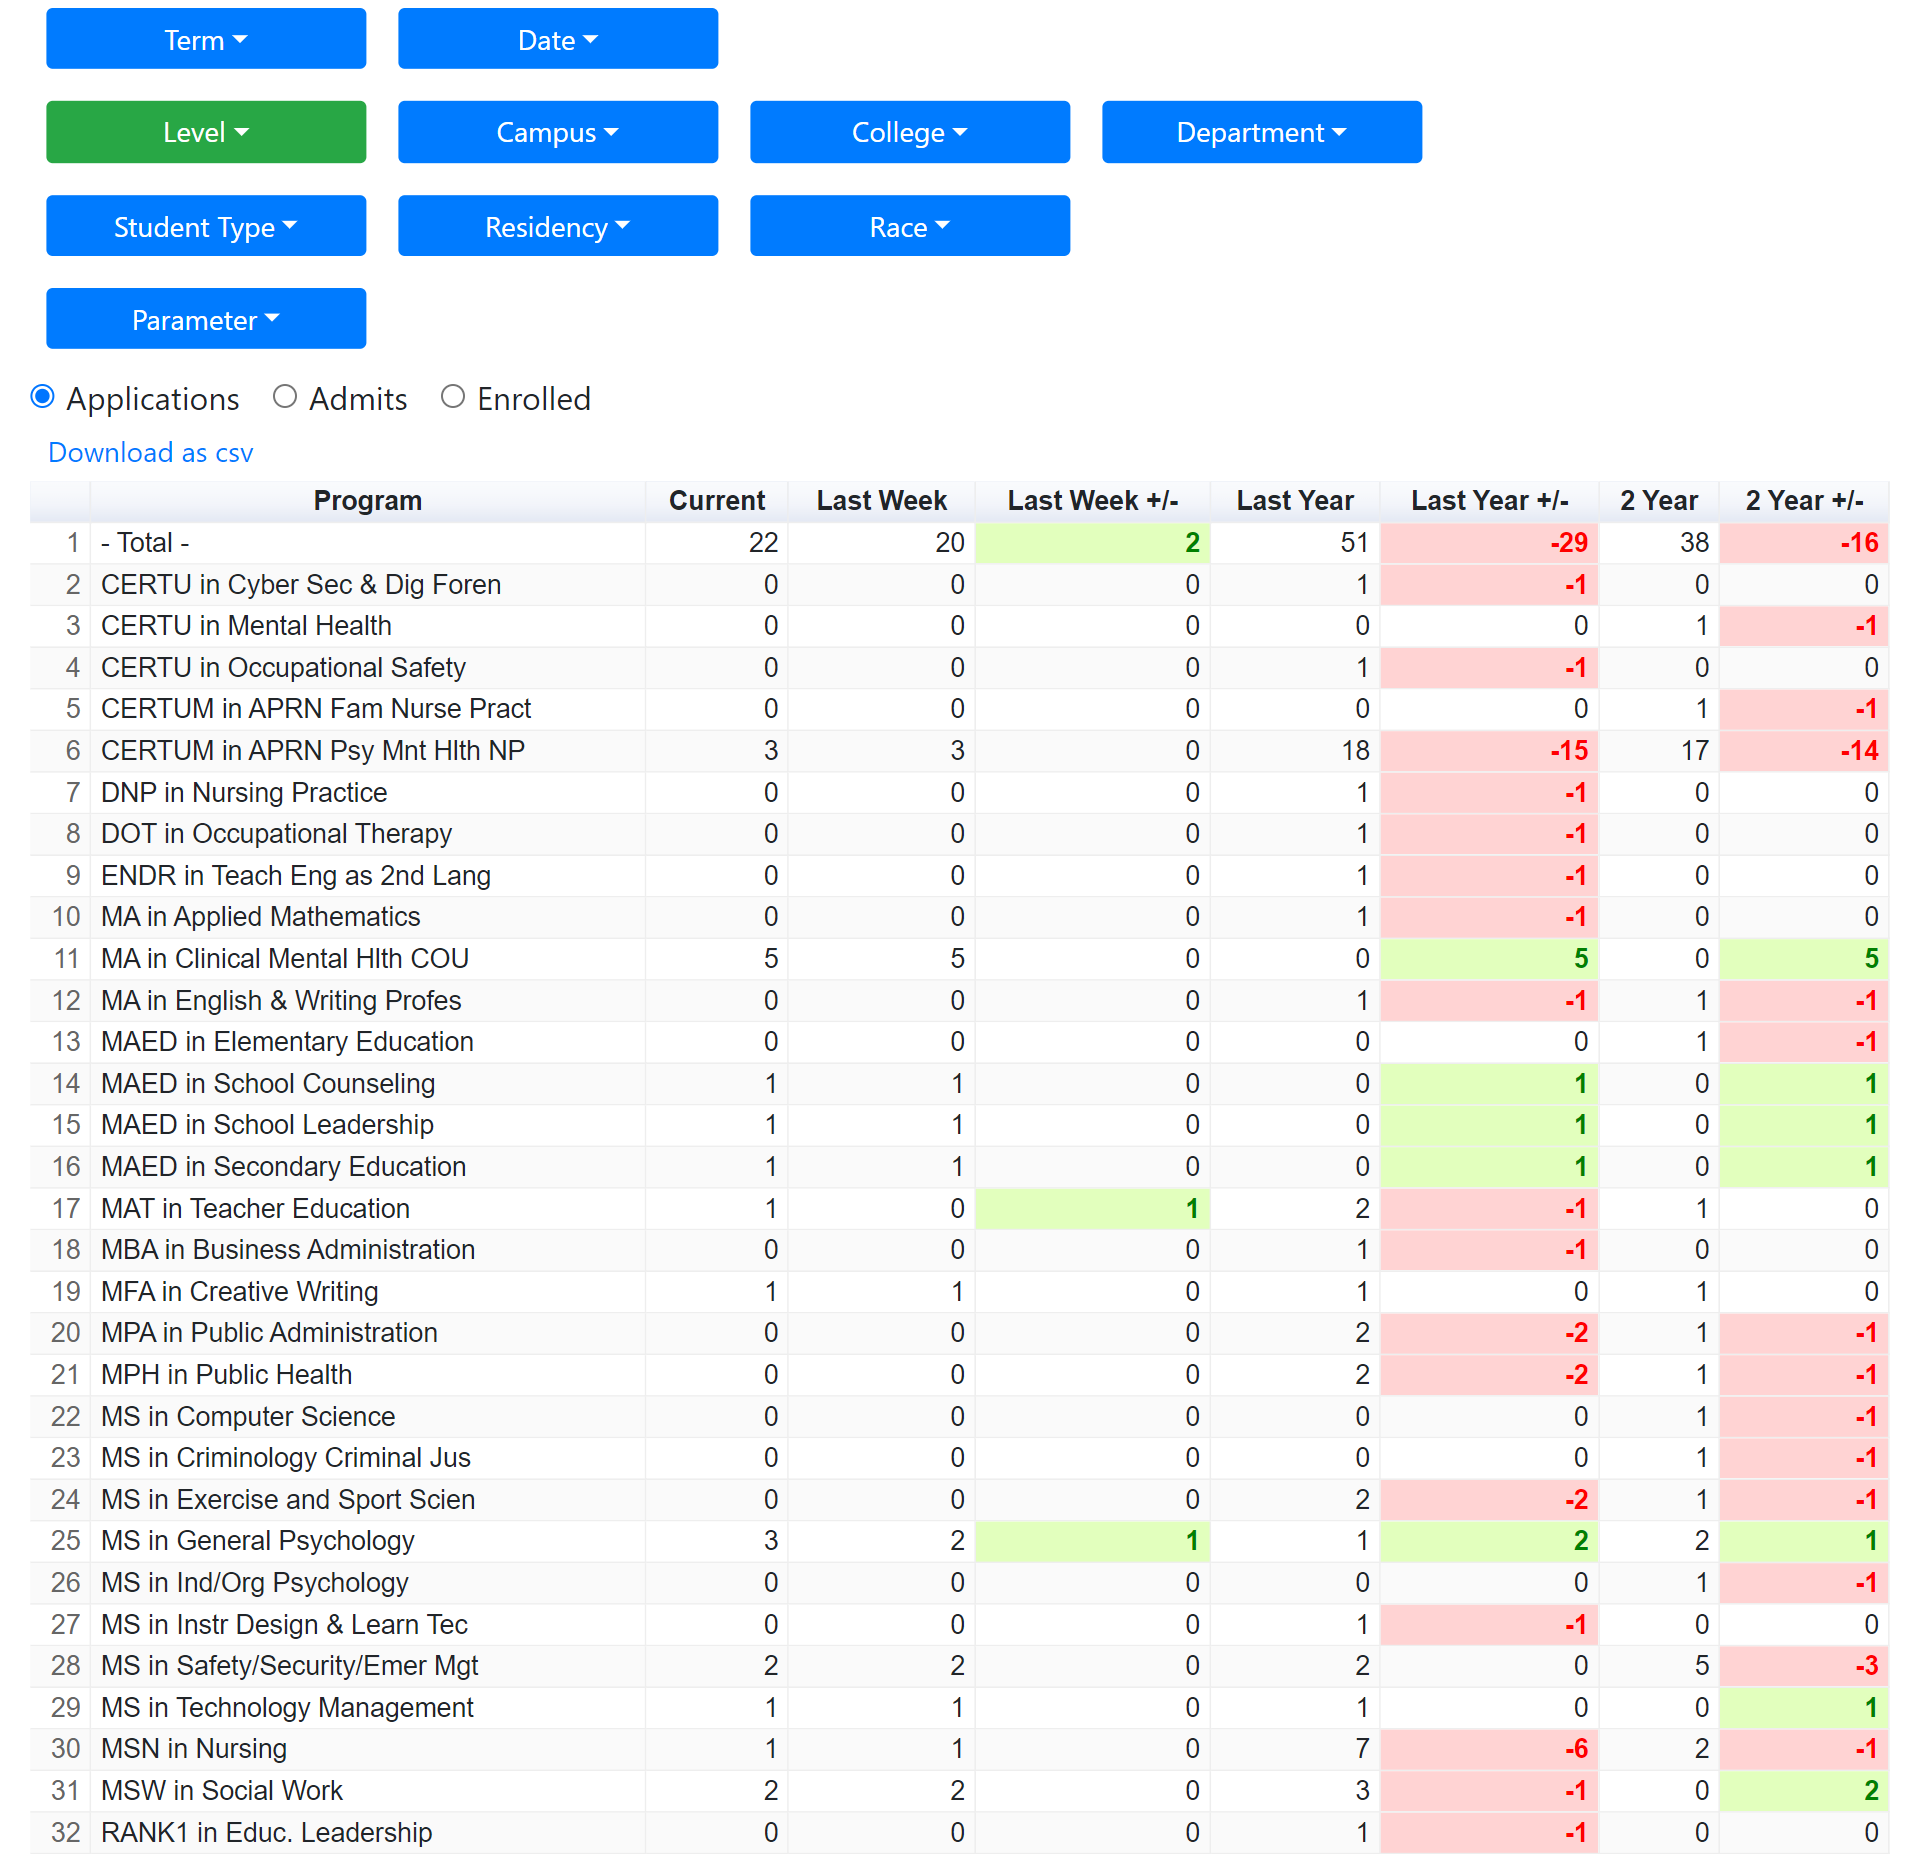 Term Date
Level Campus College Department
Student Type Residency Race
Parameter
Applications Admits Enrolled
Download as csv
Program Current Last Week Last Week +/- Last Year Last Year +/- 2 Year 2 Year +/-
1 - Total - 22 20 2 51 -29 38 -16
2 CERTU in Cyber Sec & Dig Foren 0 0 0 1 -1 0 0
3 CERTU in Mental Health 0 0 0 0 0 1 -1
4 CERTU in Occupational Safety 0 0 0 1 -1 0 0
5 CERTUM in APRN Fam Nurse Pract 0 0 0 0 0 1 -1
6 CERTUM in APRN Psy Mnt Hlth NP 3 3 0 18 -15 17 -14
7 DNP in Nursing Practice 0 0 0 1 -1 0 0
8 DOT in Occupational Therapy 0 0 0 1 -1 0 0
9 ENDR in Teach Eng as 2nd Lang 0 0 0 1 -1 0 0
10 MA in Applied Mathematics 0 0 0 1 -1 0 0
11 MA in Clinical Mental Hlth COU 5 5 0 0 5 0 5
12 MA in English & Writing Profes 0 0 0 1 -1 1 -1
13 MAED in Elementary Education 0 0 0 0 0 1 -1
14 MAED in School Counseling 1 1 0 0 1 0 1
15 MAED in School Leadership 1 1 0 0 1 0 1
16 MAED in Secondary Education 1 1 0 0 1 0 1
17 MAT in Teacher Education 1 0 1 2 -1 1 0
18 MBA in Business Administration 0 0 0 1 -1 0 0
19 MFA in Creative Writing 1 1 0 1 0 1 0
20 MPA in Public Administration 0 0 0 2 -2 1 -1
21 MPH in Public Health 0 0 0 2 -2 1 -1
22 MS in Computer Science 0 0 0 0 0 1 -1
23 MS in Criminology Criminal Jus 0 0 0 0 0 1 -1
24 MS in Exercise and Sport Scien 0 0 0 2 -2 1 -1
25 MS in General Psychology 3 2 1 1 2 2 1
26 MS in Ind/Org Psychology 0 0 0 0 0 1 -1
27 MS in Instr Design & Learn Tec 0 0 0 1 -1 0 0
28 MS in Safety/Security/Emer Mgt 2 2 0 2 0 5 -3
29 MS in Technology Management 1 1 0 1 0 0 1
30 MSN in Nursing 1 1 0 7 -6 2 -1
31 MSW in Social Work 2 2 0 3 -1 0 2
32 RANK1 in Educ. Leadership 0 0 0 1 -1 0 0